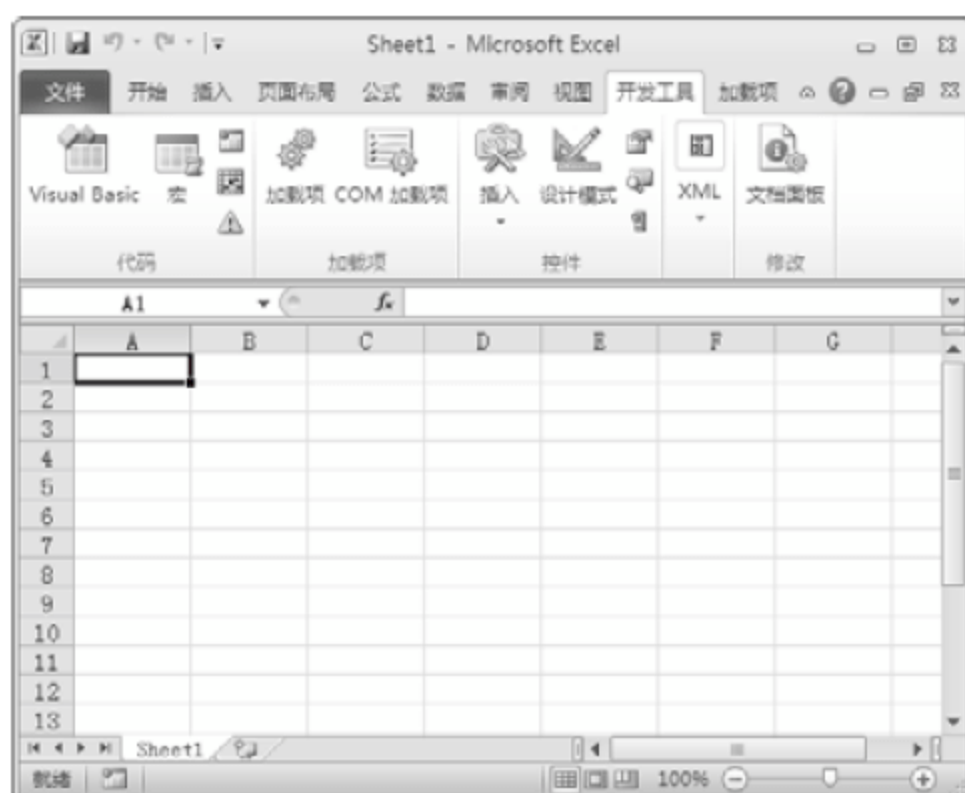 Sheet1 - Microsoft Excel
文件 开始 插入 页面布局 公式 数据 审阅 视图 开发工具 加载项
Visual Basic 宏 加载项 COM 加载项 插入 设计模式 XML 文档面板
代码 加载项 控件 修改
A1 fx
A B C D E F G
1
2
3
4
5
6
7
8
9
10
11
12
13
Sheet1
就绪 100%